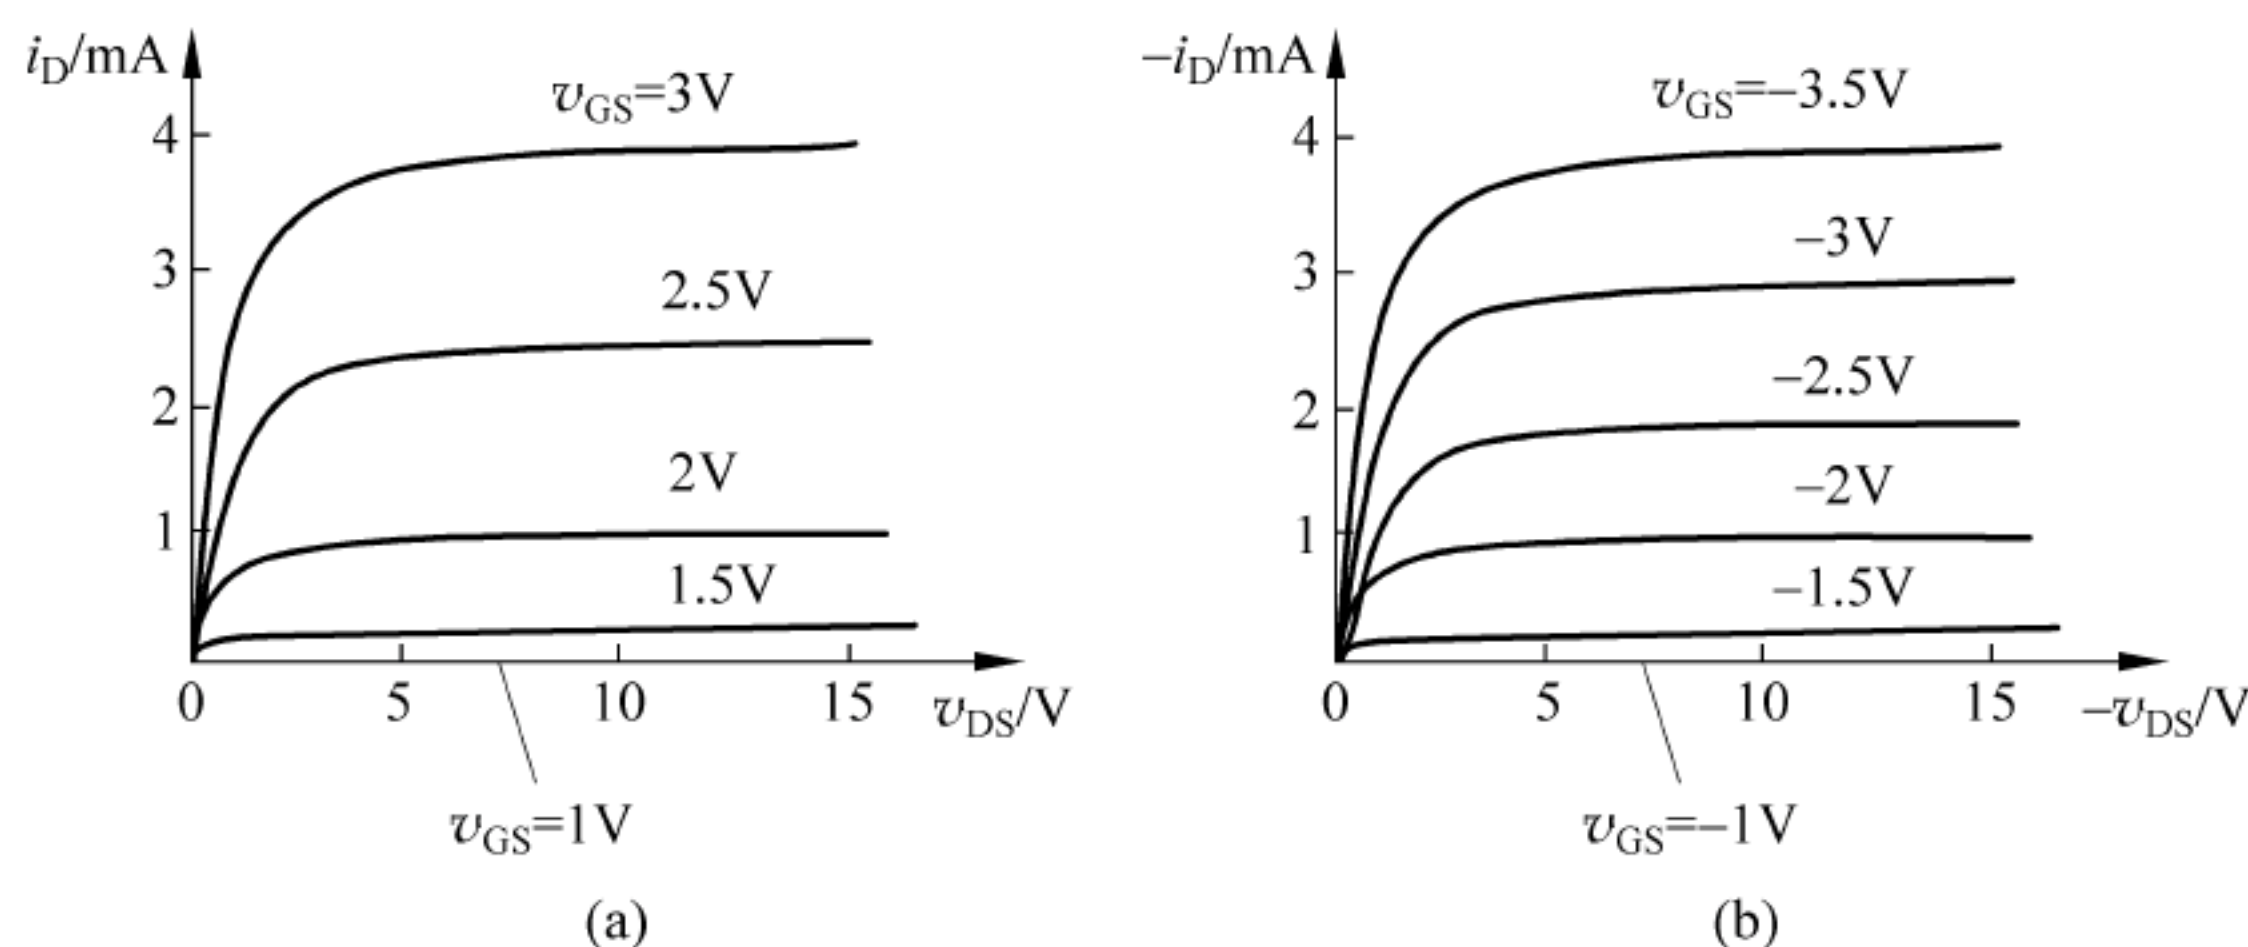 i_D/mA
4
3
2
1
v_GS=3V
2.5V
2V
1.5V
0 5 10 15 v_DS/V
v_GS=1V
(a)
–i_D/mA
4
3
2
1
v_GS=–3.5V
–3V
–2.5V
–2V
–1.5V
0 5 10 15 –v_DS/V
v_GS=–1V
(b)